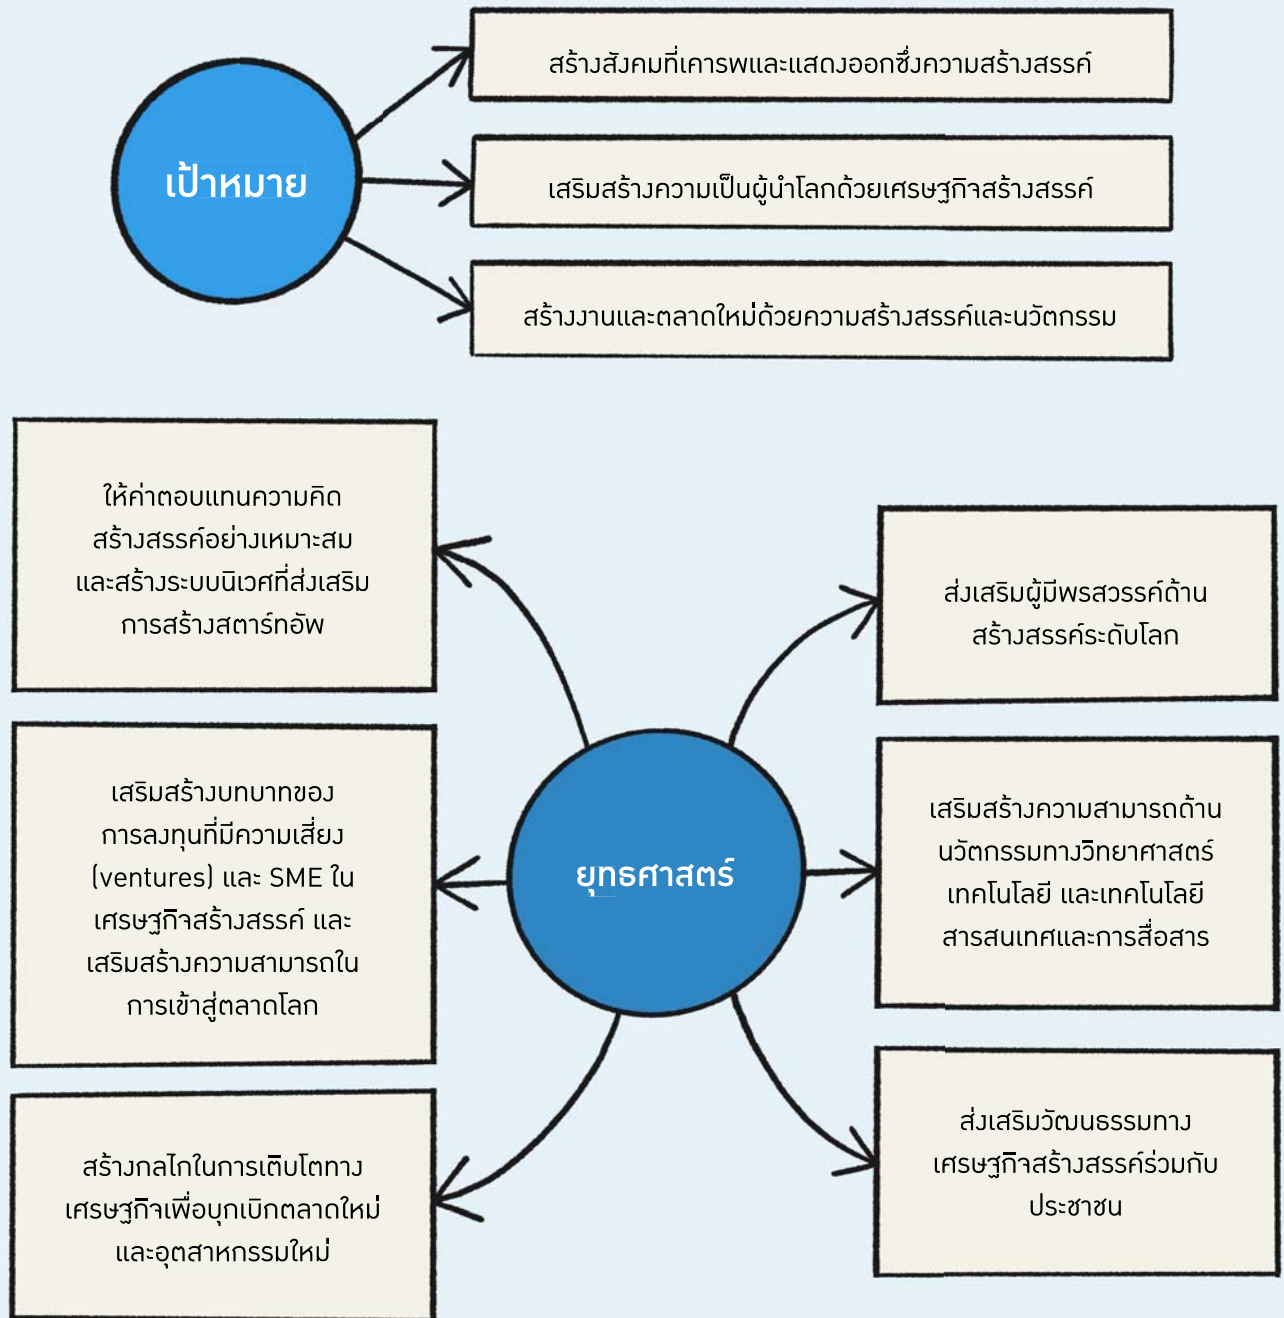 เป้าหมาย
สร้างสังคมที่เคารพและแสดงออกซึ่งความสร้างสรรค์
เสริมสร้างความเป็นผู้นำโลกด้วยเศรษฐกิจสร้างสรรค์
สร้างงานและตลาดใหม่ด้วยความสร้างสรรค์และนวัตกรรม
ยุทธศาสตร์
ให้ค่าตอบแทนความคิด
สร้างสรรค์อย่างเหมาะสม
และสร้างระบบนิเวศที่ส่งเสริม
การสร้างสตาร์ทอัพ
เสริมสร้างบทบาทของ
การลงทุนที่มีความเสี่ยง
(ventures) และ SME ใน
เศรษฐกิจสร้างสรรค์ และ
เสริมสร้างความสามารถใน
การเข้าสู่ตลาดโลก
สร้างกลไกในการเติบโตทาง
เศรษฐกิจเพื่อบุกเบิกตลาดใหม่
และอุตสาหกรรมใหม่
ส่งเสริมผู้มีพรสวรรค์ด้าน
สร้างสรรค์ระดับโลก
เสริมสร้างความสามารถด้าน
นวัตกรรมทางวิทยาศาสตร์
เทคโนโลยี และเทคโนโลยี
สารสนเทศและการสื่อสาร
ส่งเสริมวัฒนธรรมทาง
เศรษฐกิจสร้างสรรค์ร่วมกับ
ประชาชน